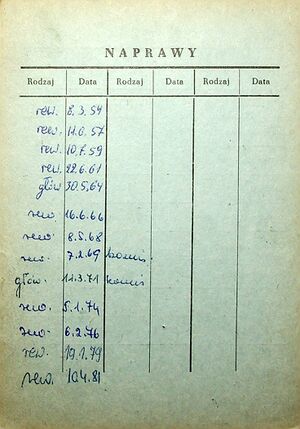 NAPRAWY
Rodzaj Data Rodzaj Data Rodzaj Data
rew. 8.3.54
rew. 11.6.57
rew. 10.7.59
rew. 22.6.61
głów 30.5.64
rew. 16.6.66
rew. 8.5.68
rew. 7.2.69 komis.
głów. 11.3.71 komis
rew. 5.1.74
rew. 6.2.76
rew. 19.1.79
rew. 10.4.81